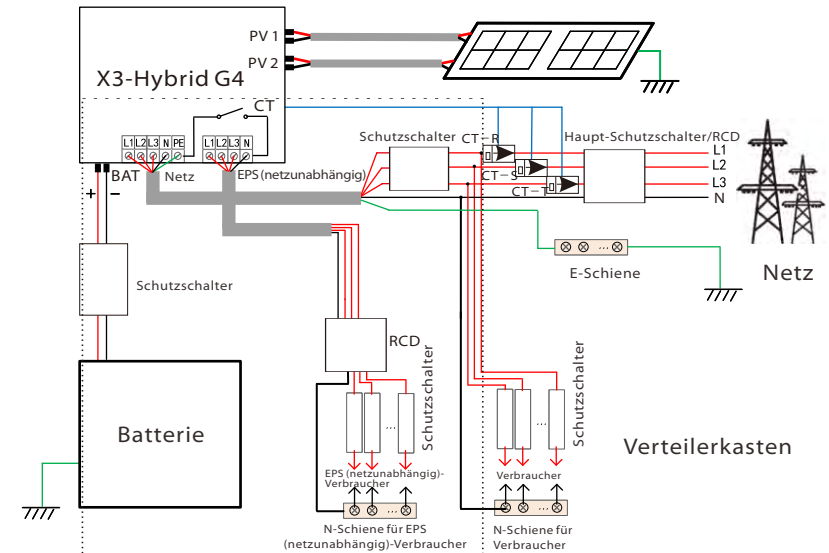 PV 1
PV 2
X3-Hybrid G4
CT
L1 L2 L3 N PE
L1 L2 L3 N
BAT
Netz
EPS (netzunabhängig)
+
−
Schutzschalter
CT-R
CT-S
CT-T
Haupt-Schutzschalter/RCD
L1
L2
L3
N
...
E-Schiene
Netz
Schutzschalter
RCD
Schutzschalter
...
Schutzschalter
...
Batterie
Verteilerkasten
EPS (netzunabhängig)-
Verbraucher
Verbraucher
...
...
N-Schiene für EPS
(netzunabhängig)-Verbraucher
N-Schiene für
Verbraucher